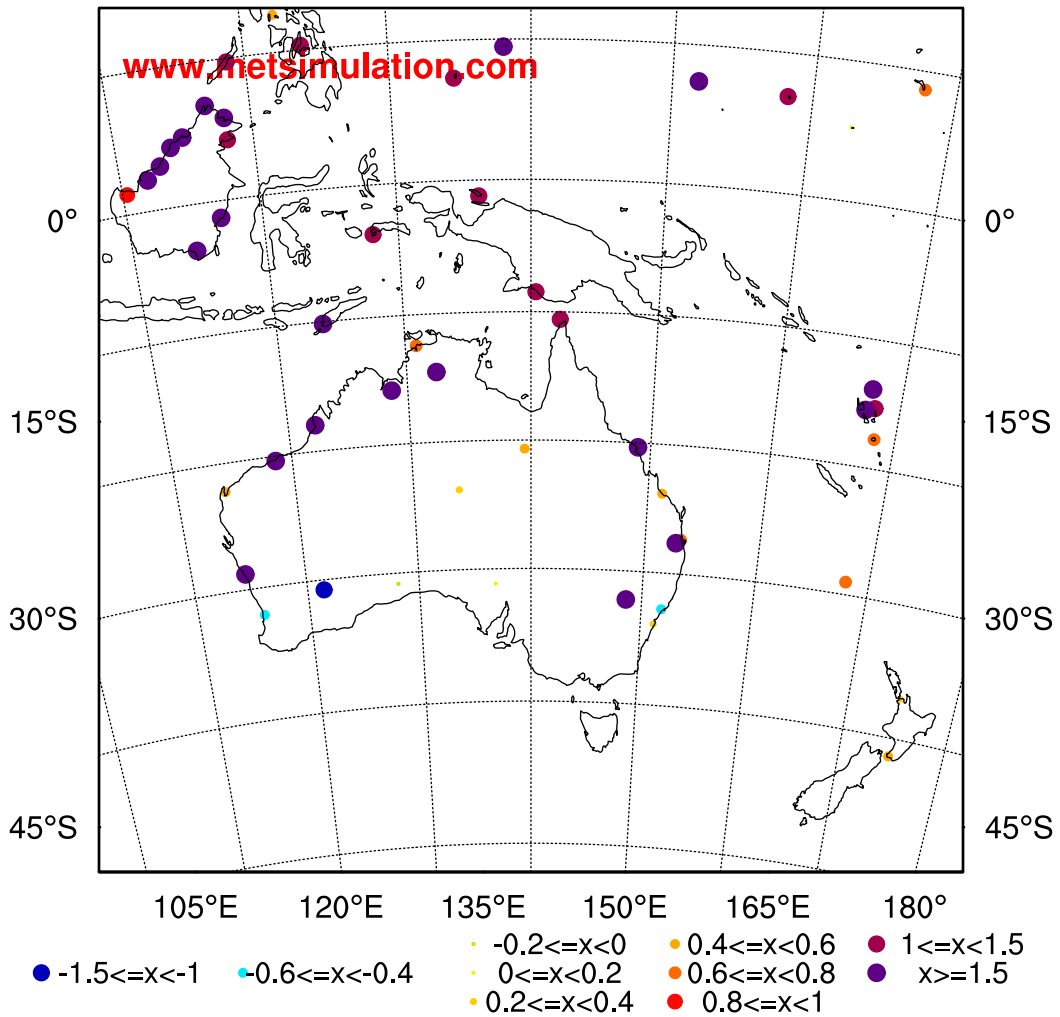 www.metsimulation.com
0° 0°
15°S 15°S
30°S 30°S
45°S 45°S
105°E 120°E 135°E 150°E 165°E 180°
-0.2<=x<0 0.4<=x<0.6 1<=x<1.5
-1.5<=x<-1 -0.6<=x<-0.4 0<=x<0.2 0.6<=x<0.8 x>=1.5
0.2<=x<0.4 0.8<=x<1